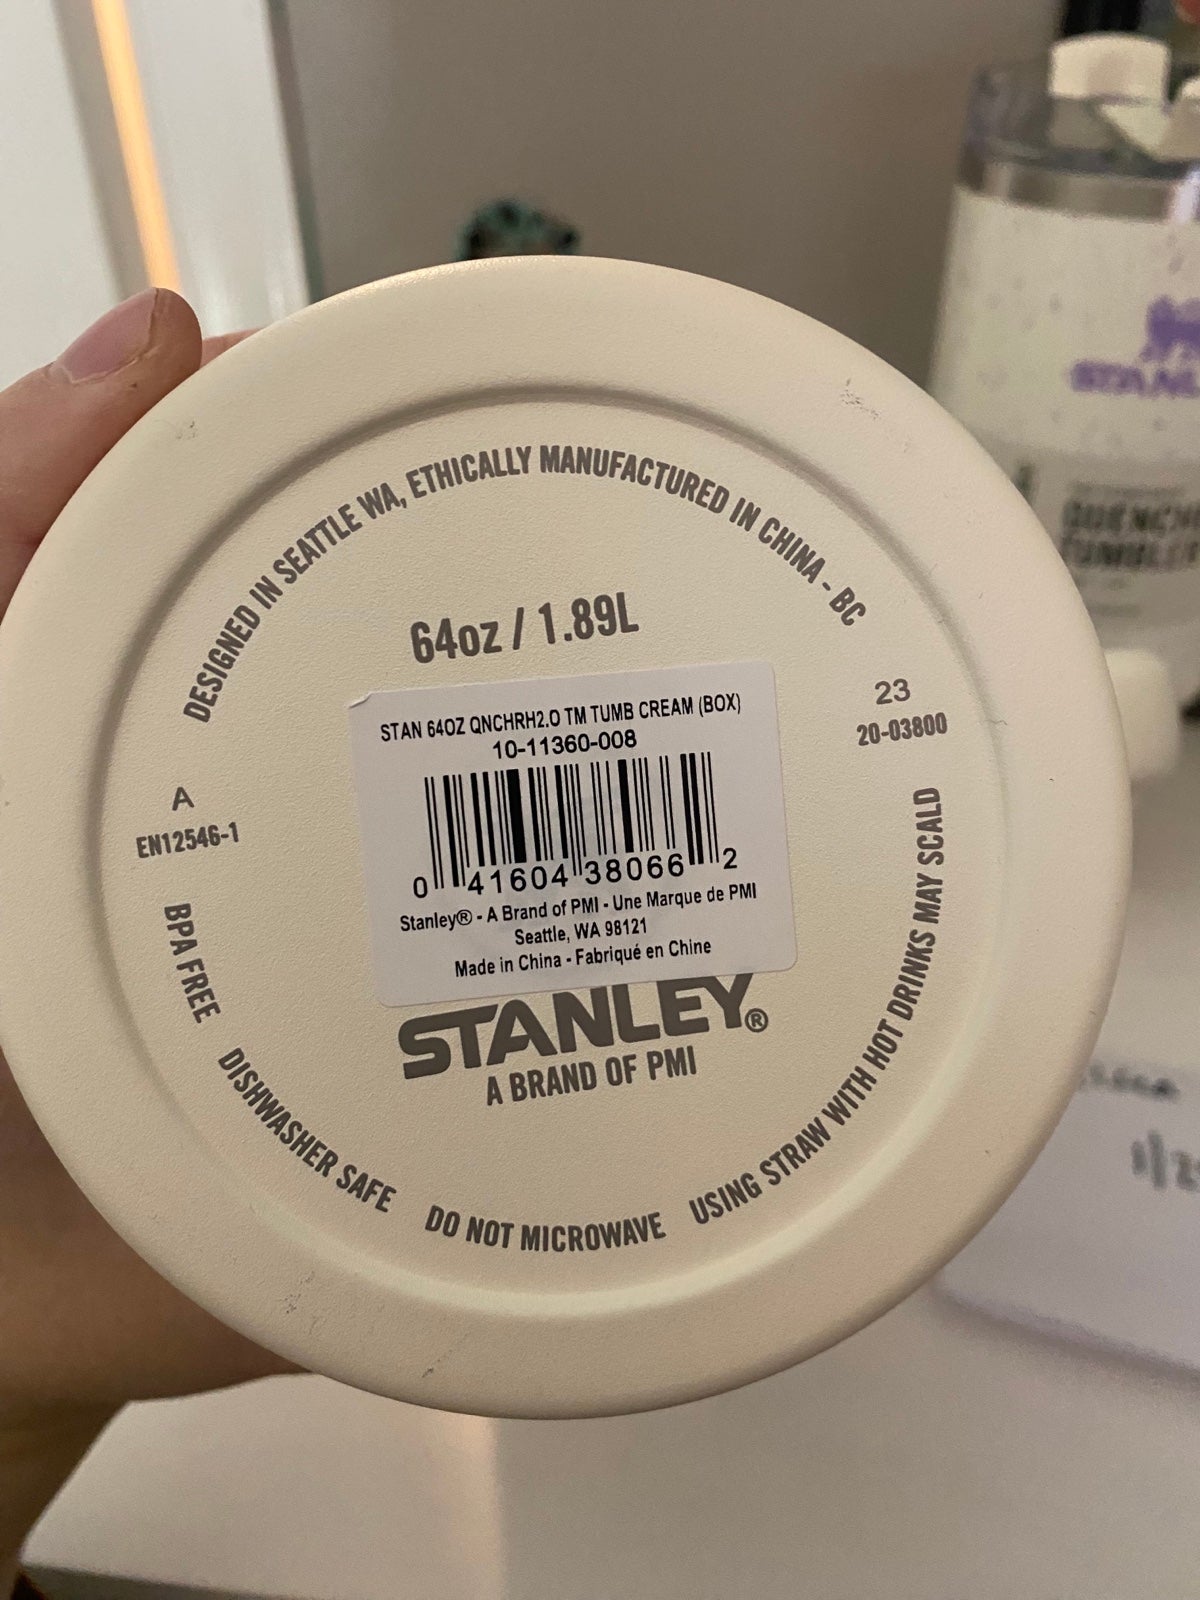 DESIGNED IN SEATTLE WA, ETHICALLY MANUFACTURED IN CHINA - BC
64oz / 1.89L
23
20-03800
STAN 64OZ QNCHRH2.O TM TUMB CREAM (BOX)
10-11360-008
0 41604 38066 2
Stanley® - A Brand of PMI - Une Marque de PMI
Seattle, WA 98121
Made in China - Fabriqué en Chine
A
EN12546-1
STANLEY®
A BRAND OF PMI
BPA FREE
DISHWASHER SAFE
DO NOT MICROWAVE
USING STRAW WITH HOT DRINKS MAY SCALD
STANL
QUENCHE
TUMBLER